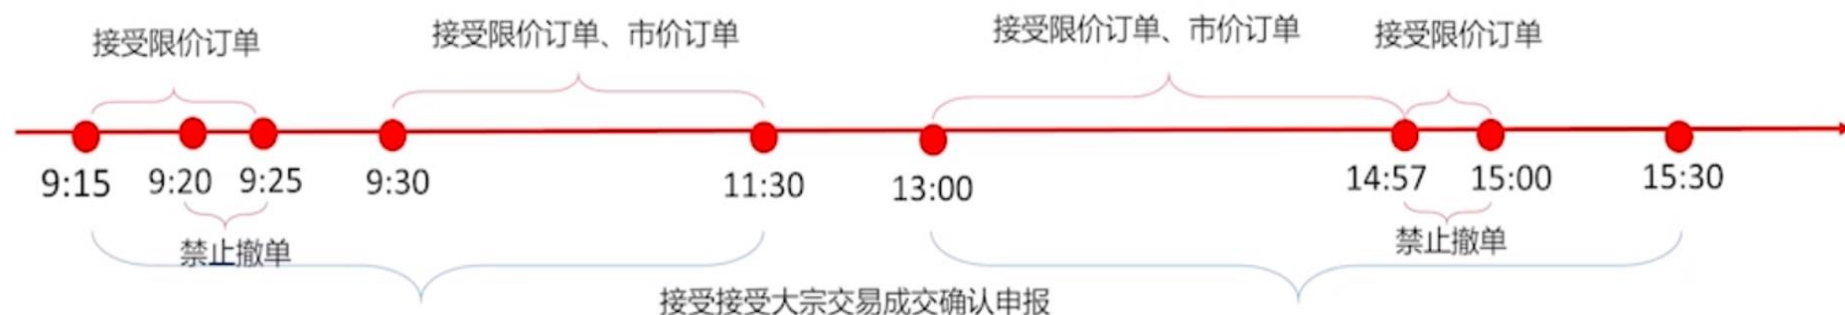 接受限价订单
接受限价订单、市价订单
接受限价订单、市价订单
接受限价订单
9:15
9:20
9:25
9:30
11:30
13:00
14:57
15:00
15:30
禁止撤单
禁止撤单
接受接受大宗交易成交确认申报